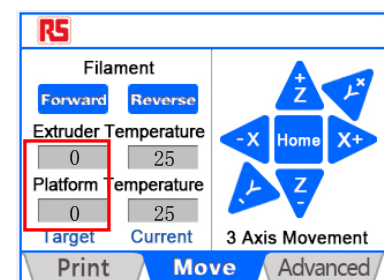 RS
Filament
Forward Reverse
Extruder Temperature
0 25
Platform Temperature
0 25
Target Current
+
Z
Y+
-X Home X+
-Y
Z
-
3 Axis Movement
Print Move Advanced